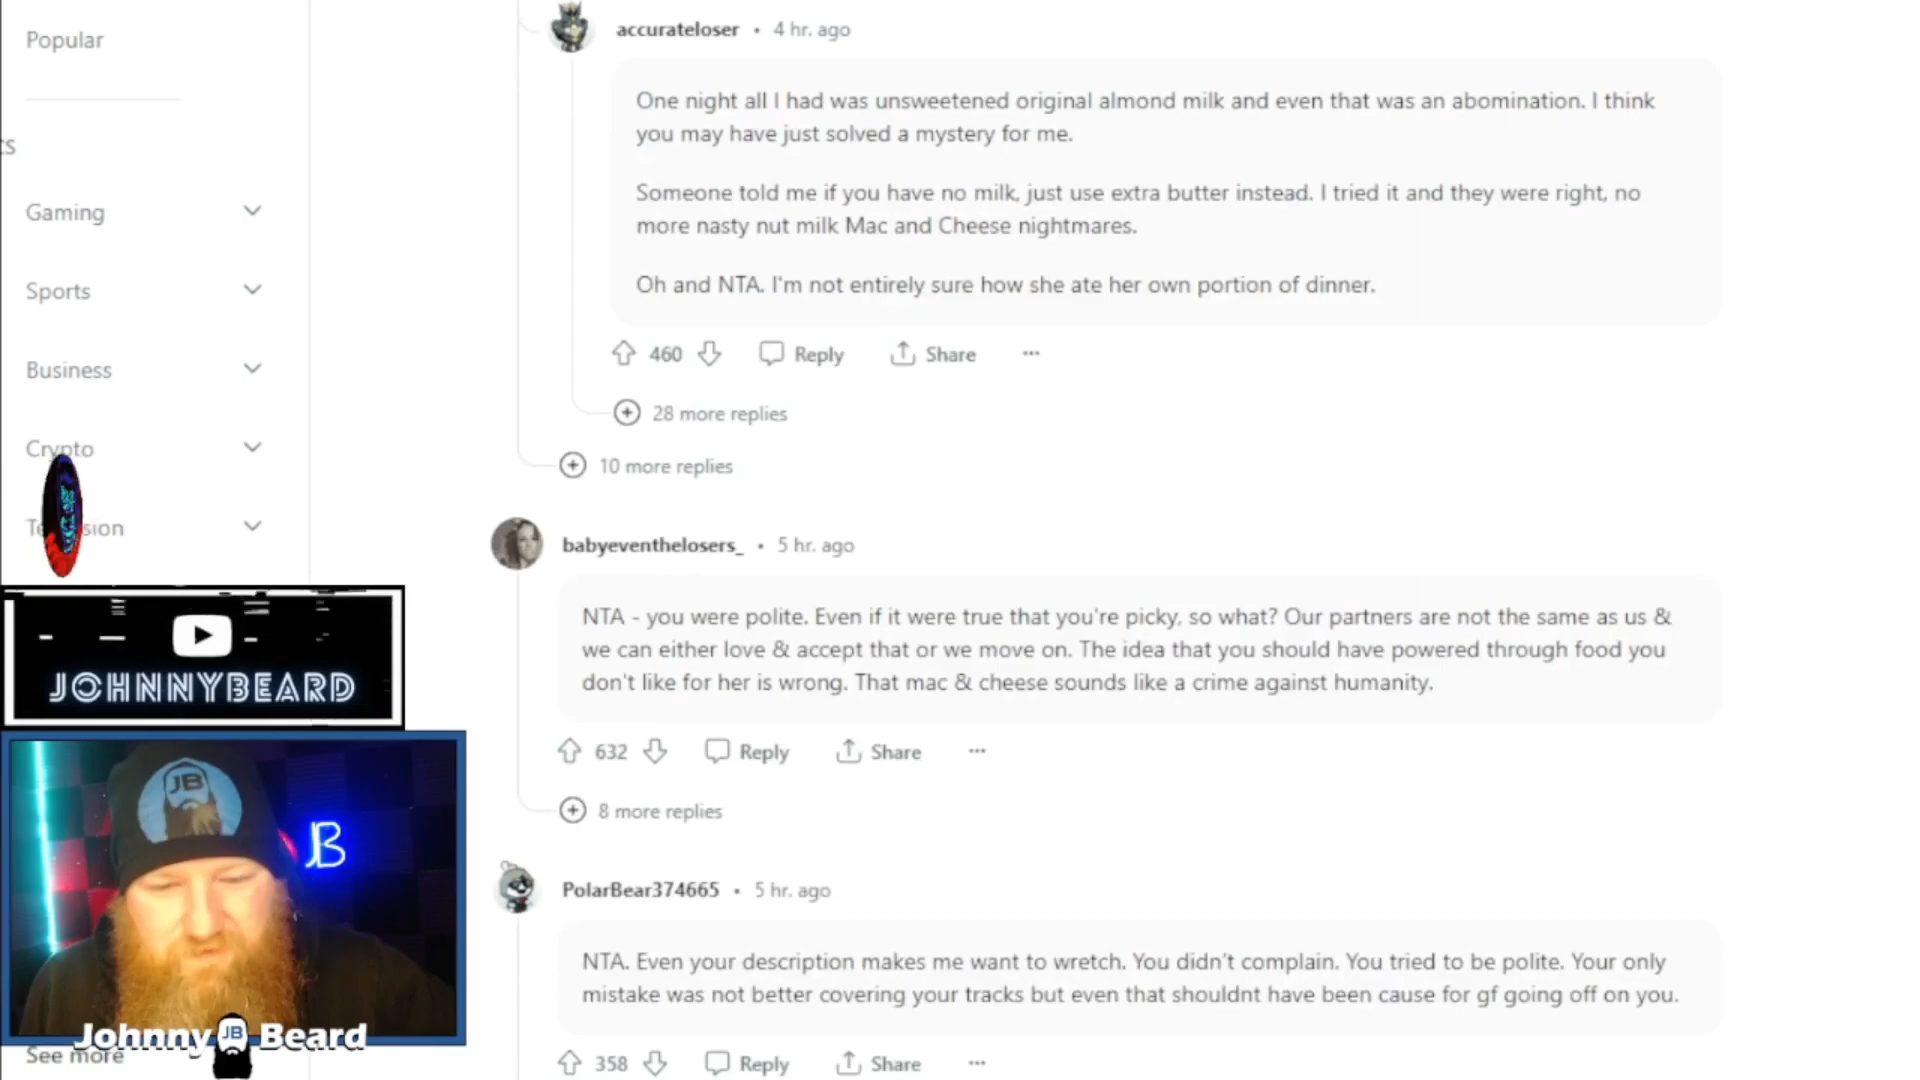 Popular
cs
Gaming
Sports
Business
Crypto
See more
accurateloser • 4 hr. ago
One night all I had was unsweetened original almond milk and even that was an abomination. I think
you may have just solved a mystery for me.
Someone told me if you have no milk, just use extra butter instead. I tried it and they were right, no
more nasty nut milk Mac and Cheese nightmares.
Oh and NTA. I'm not entirely sure how she ate her own portion of dinner.
460 Reply Share ...
28 more replies
10 more replies
babyeventhelosers_ • 5 hr. ago
NTA - you were polite. Even if it were true that you're picky, so what? Our partners are not the same as us &
we can either love & accept that or we move on. The idea that you should have powered through food you
don't like for her is wrong. That mac & cheese sounds like a crime against humanity.
632 Reply Share ...
8 more replies
PolarBear374665 • 5 hr. ago
NTA. Even your description makes me want to wretch. You didn't complain. You tried to be polite. Your only
mistake was not better covering your tracks but even that shouldnt have been cause for gf going off on you.
358 Reply Share ...
JOHNNYBEARD
JB
JB
Johnny JB Beard